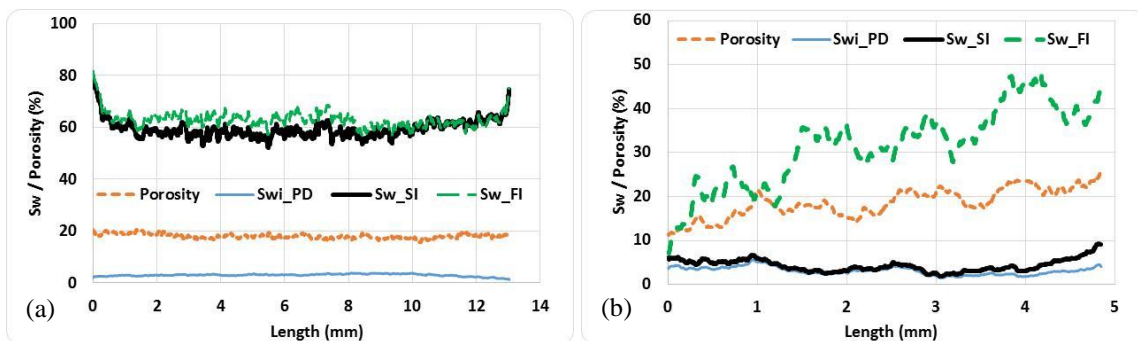 100
80
60
40
20
0
Sw / Porosity (%)
Porosity Swi_PD Sw_SI Sw_FI
0 2 4 6 8 10 12 14
Length (mm)
(a)
60
50
40
30
20
10
0
Sw / Porosity (%)
Porosity Swi_PD Sw_SI Sw_FI
0 1 2 3 4 5
Length (mm)
(b)